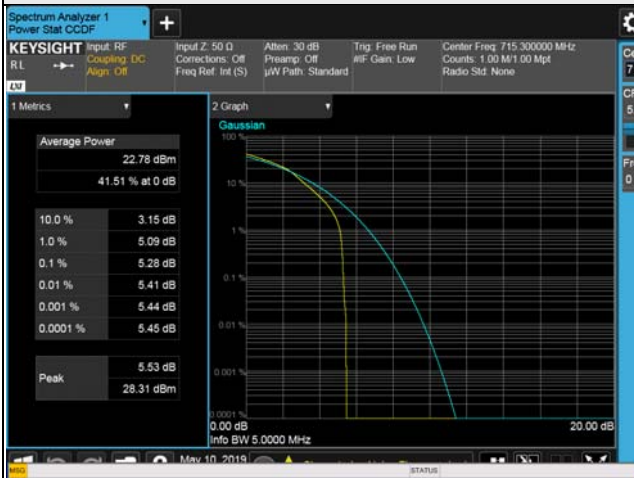 Spectrum Analyzer 1
Power Stat CCDF
KEYSIGHT
RL
LXI
Input: RF
Coupling: DC
Align: Off
Input Z: 50 Ω
Corrections: Off
Freq Ref: Int (S)
Atten: 30 dB
Preamp: Off
µW Path: Standard
Trig: Free Run
#IF Gain: Low
Center Freq: 715.300000 MHz
Counts: 1.00 M/1.00 Mpt
Radio Std: None
1 Metrics
Average Power
22.78 dBm
41.51 % at 0 dB
10.0 % 3.15 dB
1.0 % 5.09 dB
0.1 % 5.28 dB
0.01 % 5.41 dB
0.001 % 5.44 dB
0.0001 % 5.45 dB
Peak
5.53 dB
28.31 dBm
2 Graph
Gaussian
100 %
10 %
1 %
0.1 %
0.01 %
0.001 %
0.0001 %
0.00 dB
20.00 dB
Info BW 5.0000 MHz
May 10, 2019
MSG
STATUS